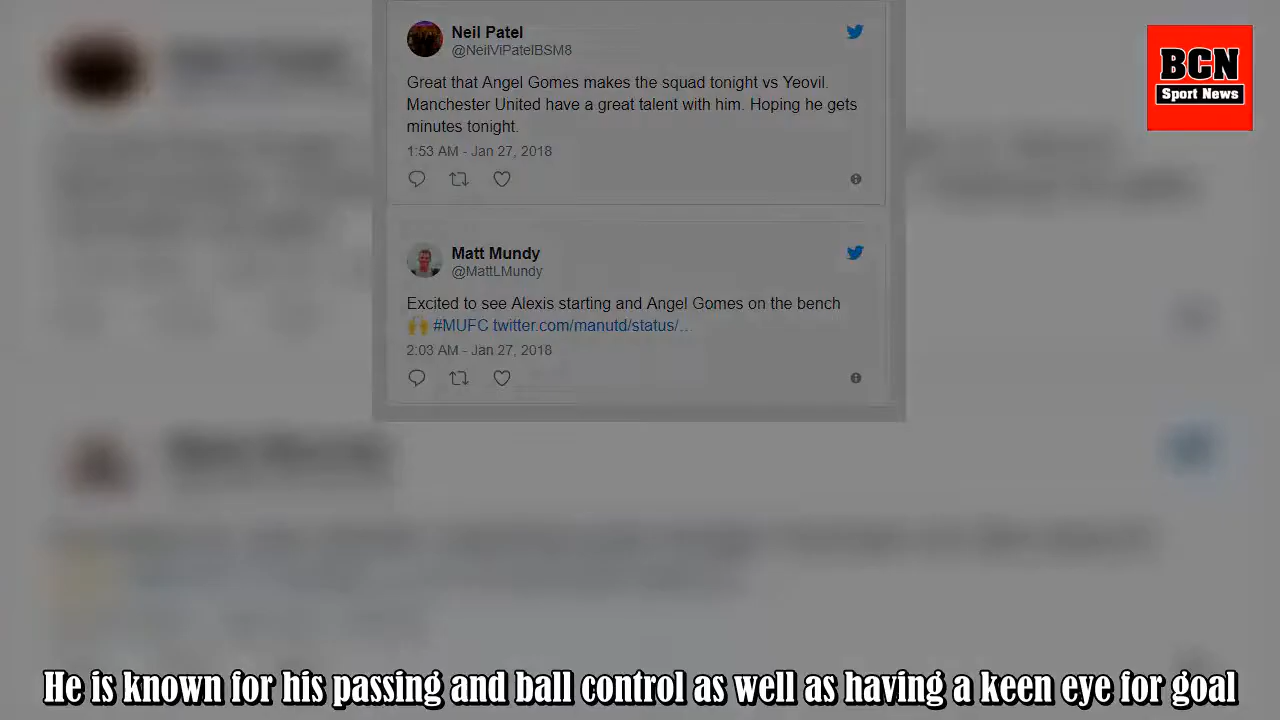 Neil Patel
@NeilViPatelBSM8
Great that Angel Gomes makes the squad tonight vs Yeovil.
Manchester United have a great talent with him. Hoping he gets
minutes tonight.
1:53 AM - Jan 27, 2018
Matt Mundy
@MattLMundy
Excited to see Alexis starting and Angel Gomes on the bench
🙌 #MUFC twitter.com/manutd/status/…
2:03 AM - Jan 27, 2018
BCN
Sport News
He is known for his passing and ball control as well as having a keen eye for goal